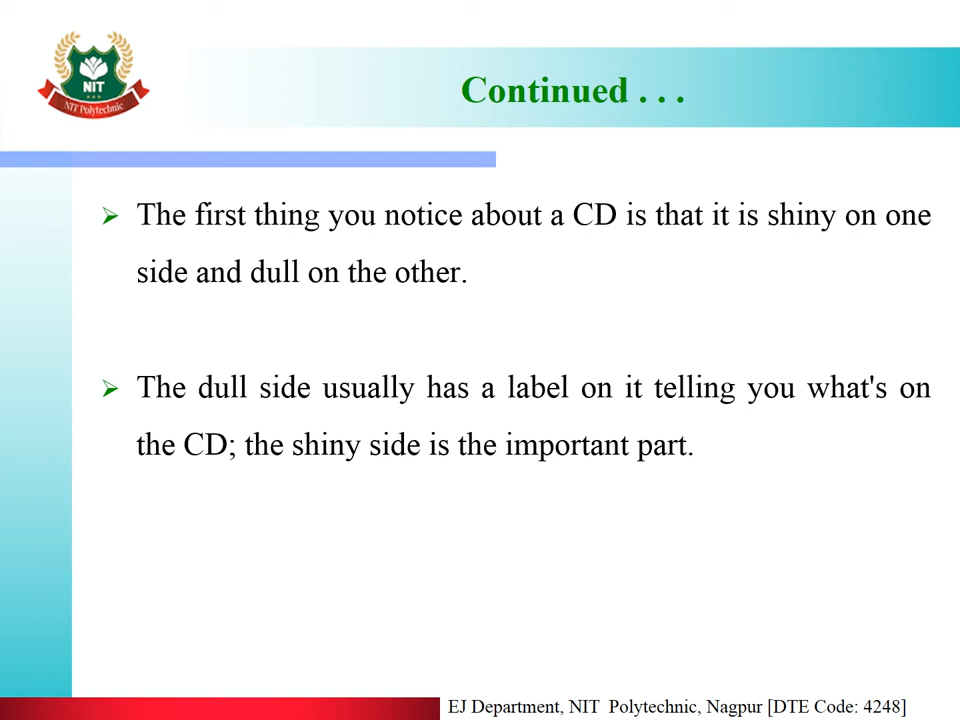 NIT
NIT Polytechnic
Continued . . .
The first thing you notice about a CD is that it is shiny on one
side and dull on the other.
The dull side usually has a label on it telling you what's on
the CD; the shiny side is the important part.
EJ Department, NIT Polytechnic, Nagpur [DTE Code: 4248]